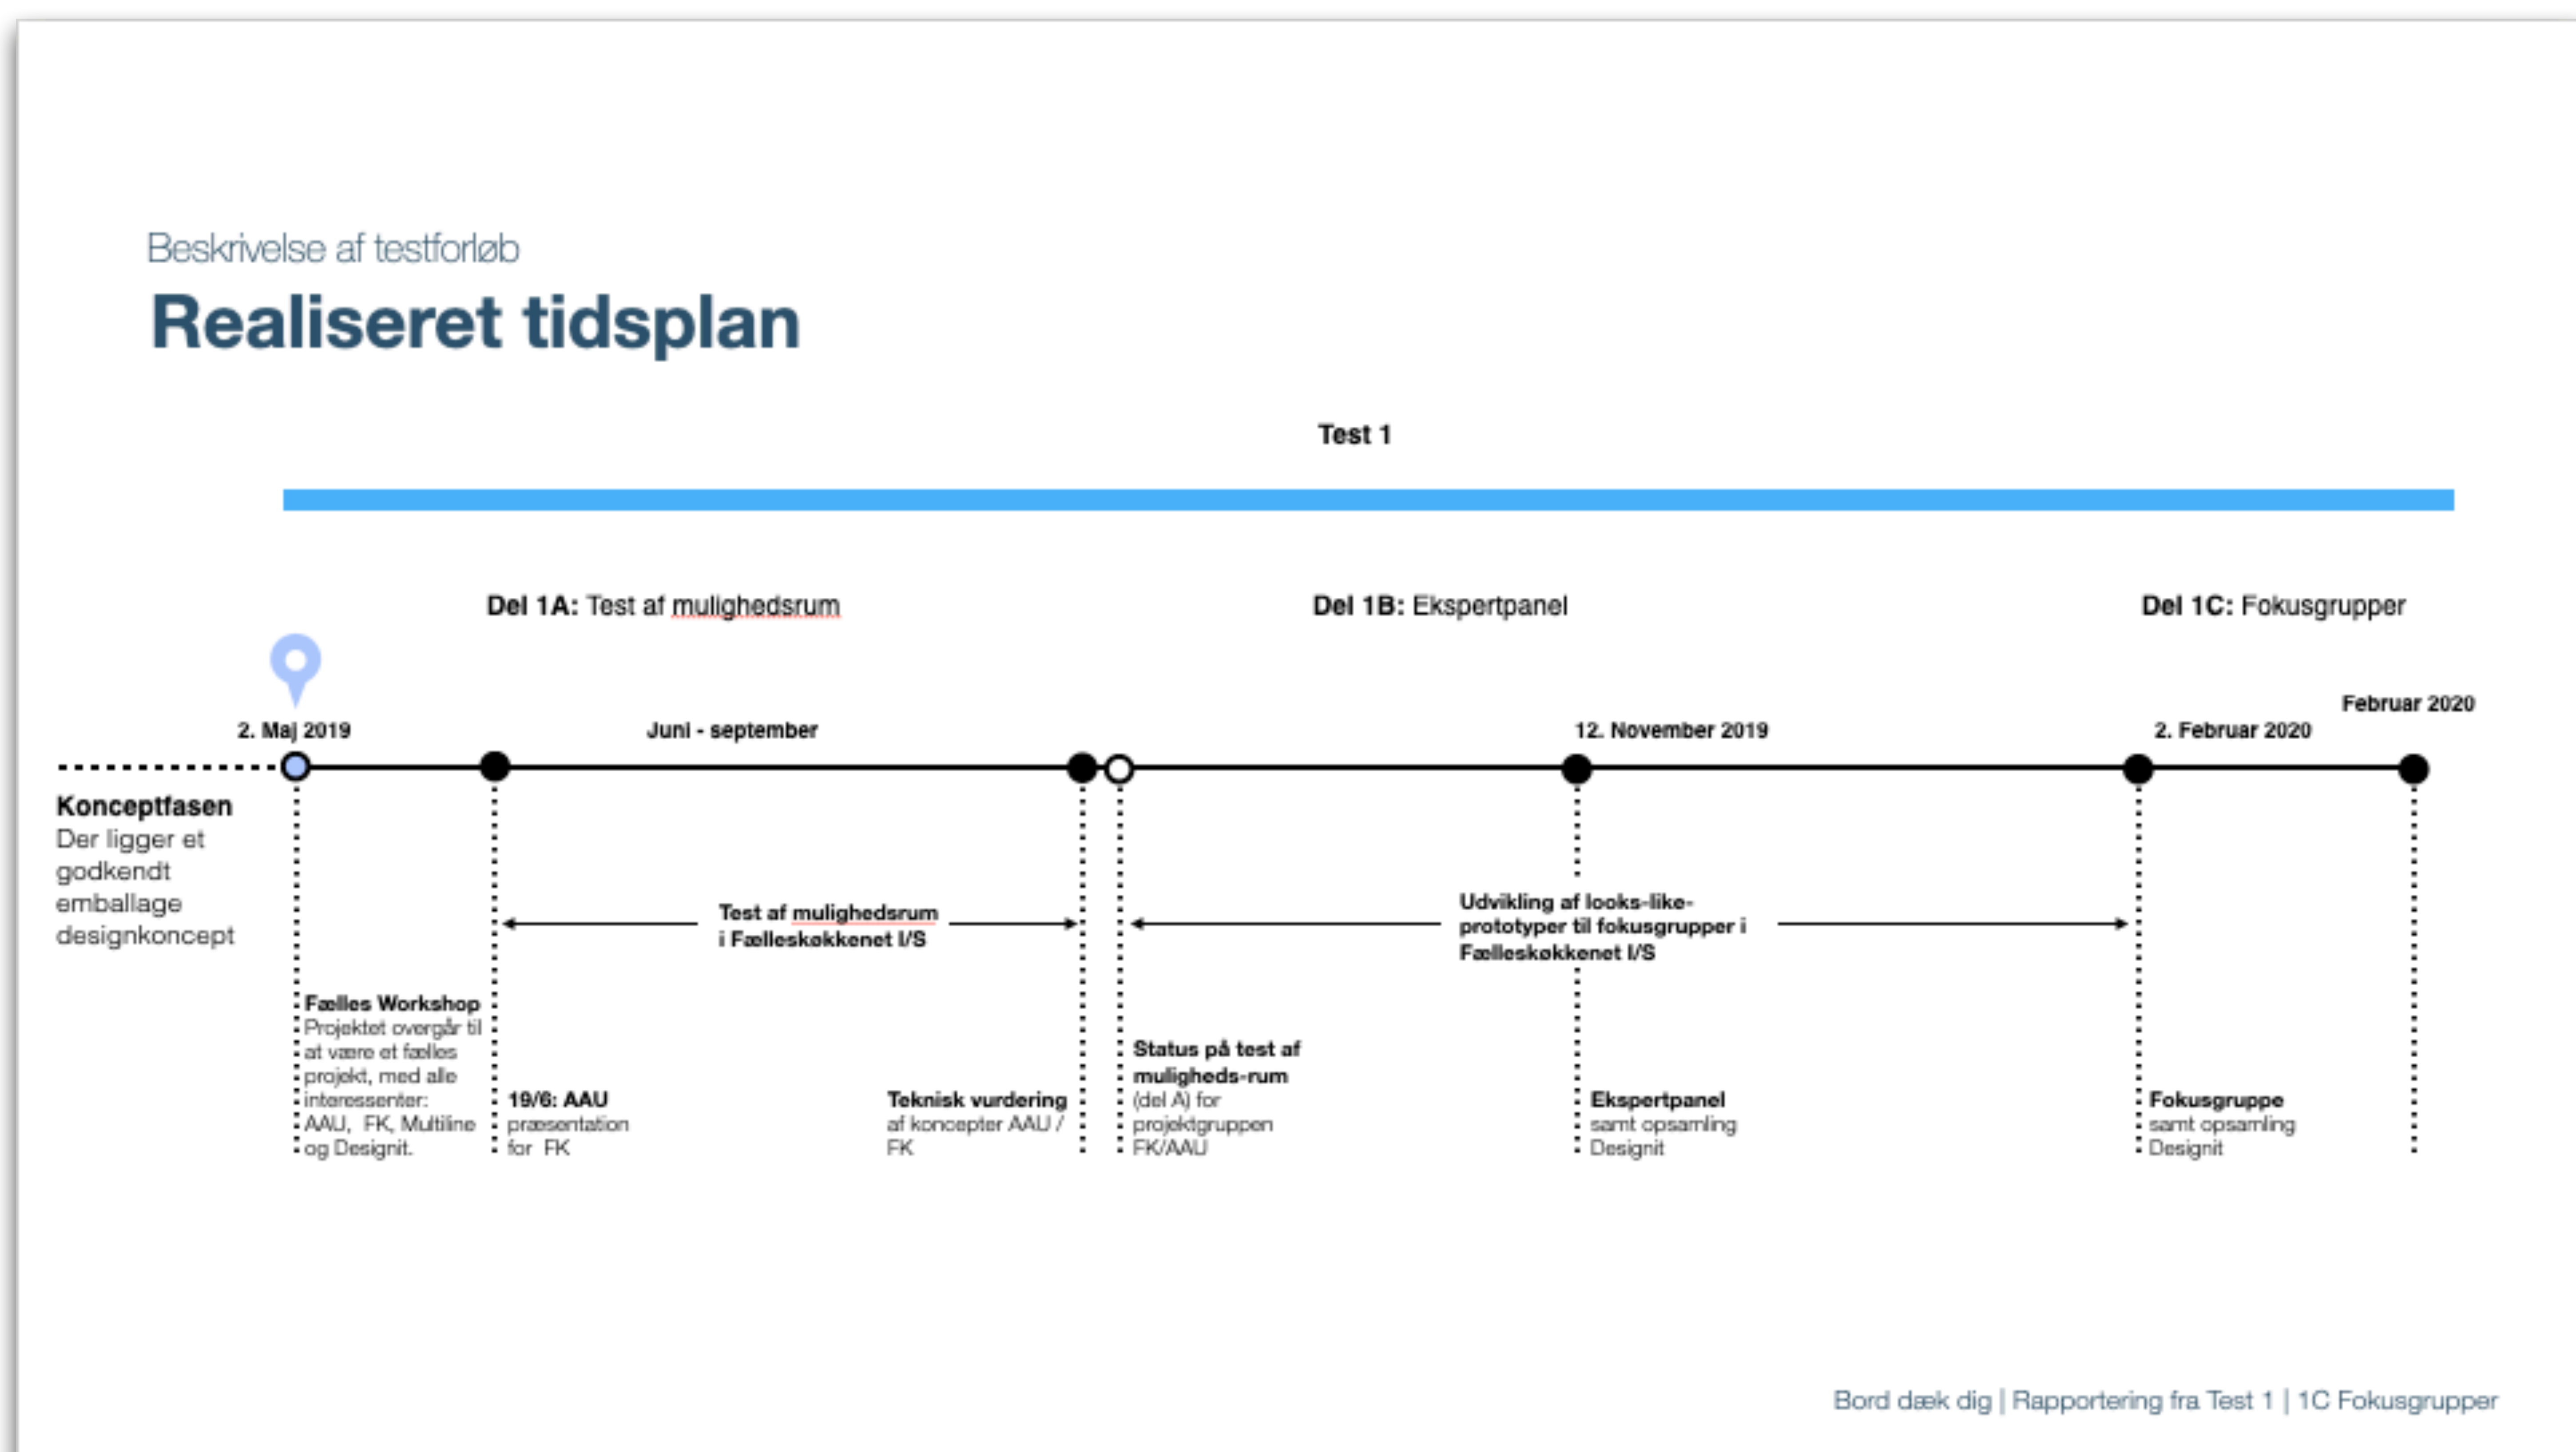 Beskrivelse af testforløb
Realiseret tidsplan
Test 1
Del 1A: Test af mulighedsrum
Del 1B: Ekspertpanel
Del 1C: Fokusgrupper
2. Maj 2019
Juni - september
12. November 2019
2. Februar 2020
Februar 2020
Konceptfasen
Der ligger et
godkendt
emballage
designkoncept
Test af mulighedsrum
i Fælleskøkkenet I/S
Udvikling af looks-like-
prototyper til fokusgrupper i
Fælleskøkkenet I/S
Fælles Workshop
Projektet overgår til
at være et fælles
projekt, med alle
interessenter:
AAU, FK, Multiline
og Designit.
19/6: AAU
præsentation
for FK
Teknisk vurdering
af koncepter AAU /
FK
Status på test af
muligheds-rum
(del A) for
projektgruppen
FK/AAU
Ekspertpanel
samt opsamling
Designit
Fokusgruppe
samt opsamling
Designit
Bord dæk dig | Rapportering fra Test 1 | 1C Fokusgrupper